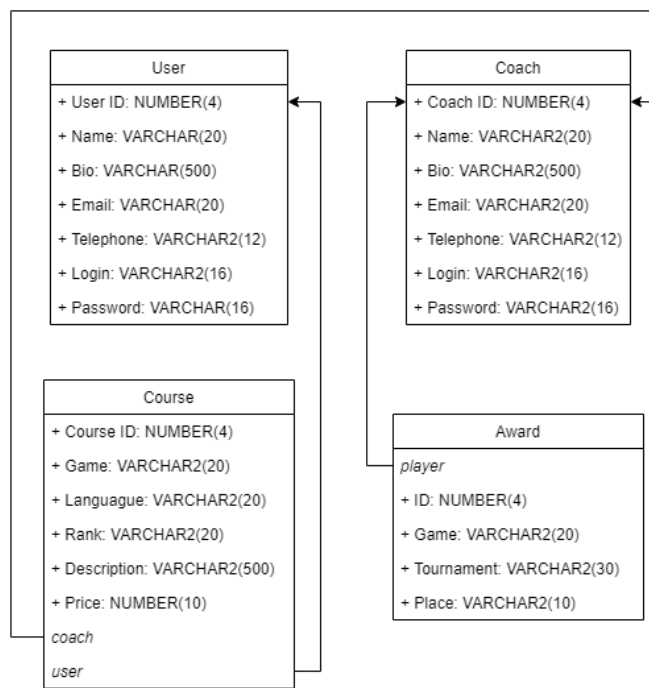 User
+ User ID: NUMBER(4)
+ Name: VARCHAR(20)
+ Bio: VARCHAR(500)
+ Email: VARCHAR(20)
+ Telephone: VARCHAR2(12)
+ Login: VARCHAR2(16)
+ Password: VARCHAR(16)
Coach
+ Coach ID: NUMBER(4)
+ Name: VARCHAR2(20)
+ Bio: VARCHAR2(500)
+ Email: VARCHAR2(20)
+ Telephone: VARCHAR2(12)
+ Login: VARCHAR2(16)
+ Password: VARCHAR2(16)
Course
+ Course ID: NUMBER(4)
+ Game: VARCHAR2(20)
+ Languague: VARCHAR2(20)
+ Rank: VARCHAR2(20)
+ Description: VARCHAR2(500)
+ Price: NUMBER(10)
coach
user
Award
player
+ ID: NUMBER(4)
+ Game: VARCHAR2(20)
+ Tournament: VARCHAR2(30)
+ Place: VARCHAR2(10)